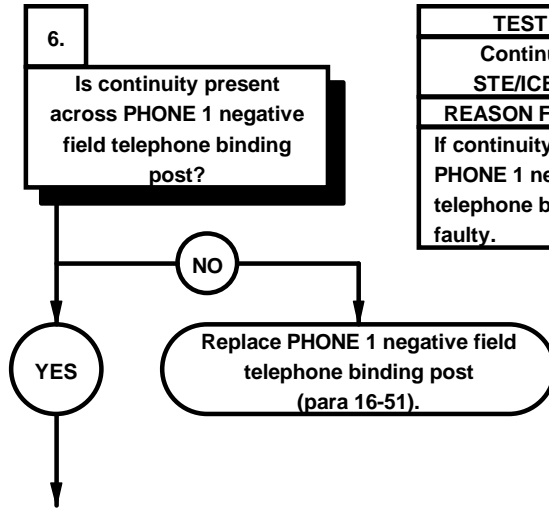 6.
Is continuity present
across PHONE 1 negative
field telephone binding
post?
NO
YES
Replace PHONE 1 negative field
telephone binding post
(para 16-51).
TEST
Continu
STE/ICE
REASON F
If continuity
PHONE 1 ne
telephone b
faulty.